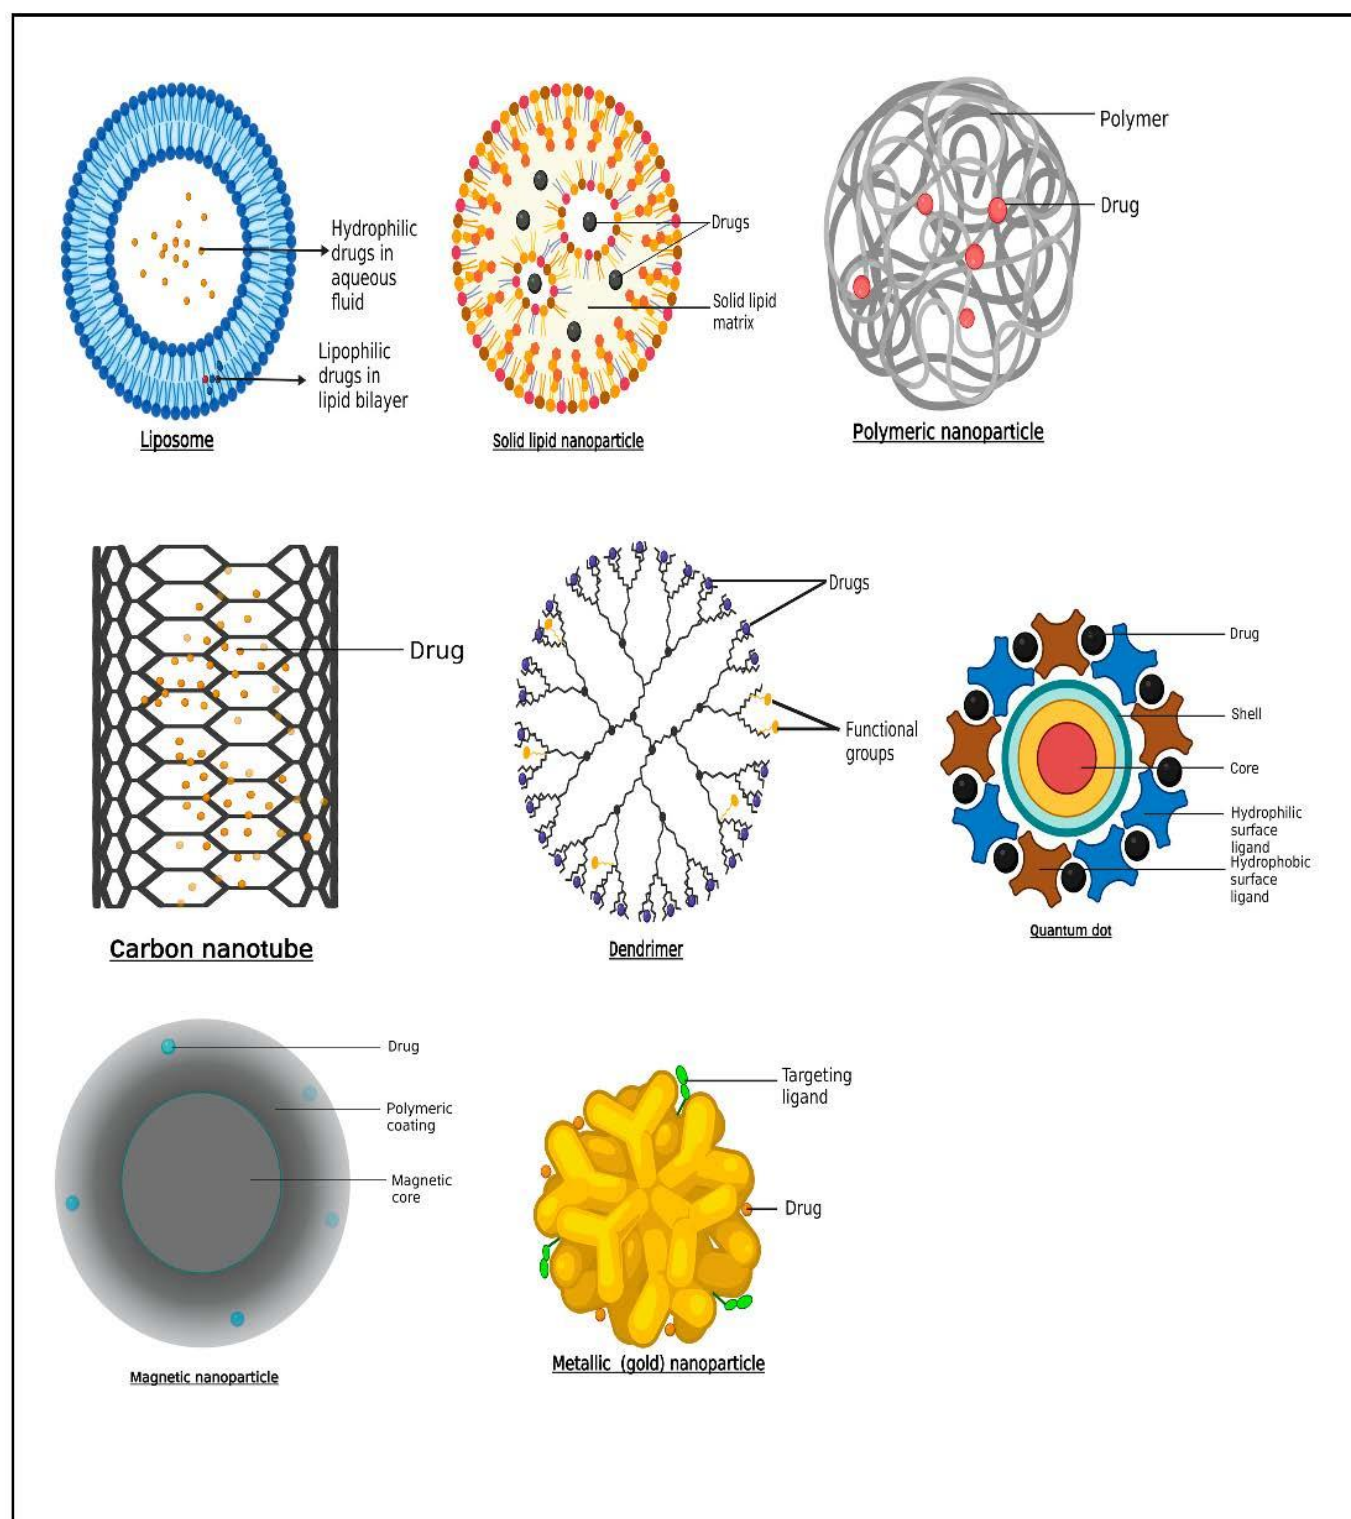 Hydrophilic
drugs in
aqueous
fluid
Lipophilic
drugs in
lipid bilayer
Liposome
Drugs
Solid lipid
matrix
Solid lipid nanoparticle
Polymer
Drug
Polymeric nanoparticle
Drug
Carbon nanotube
Drugs
Functional
groups
Dendrimer
Drug
Shell
Core
Hydrophilic
surface
ligand
Hydrophobic
surface
ligand
Quantum dot
Drug
Polymeric
coating
Magnetic
core
Magnetic nanoparticle
Targeting
ligand
Drug
Metallic (gold) nanoparticle